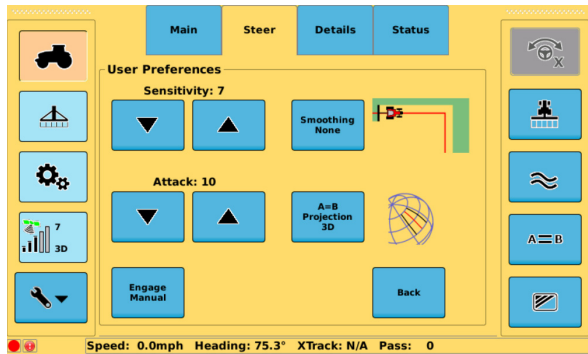 Main
Steer
Details
Status
User Preferences
Sensitivity: 7
Smoothing
None
Attack: 10
A=B
Projection
3D
Engage
Manual
Back
7
3D
X
A=B
Speed: 0.0mph Heading: 75.3° XTrack: N/A Pass: 0